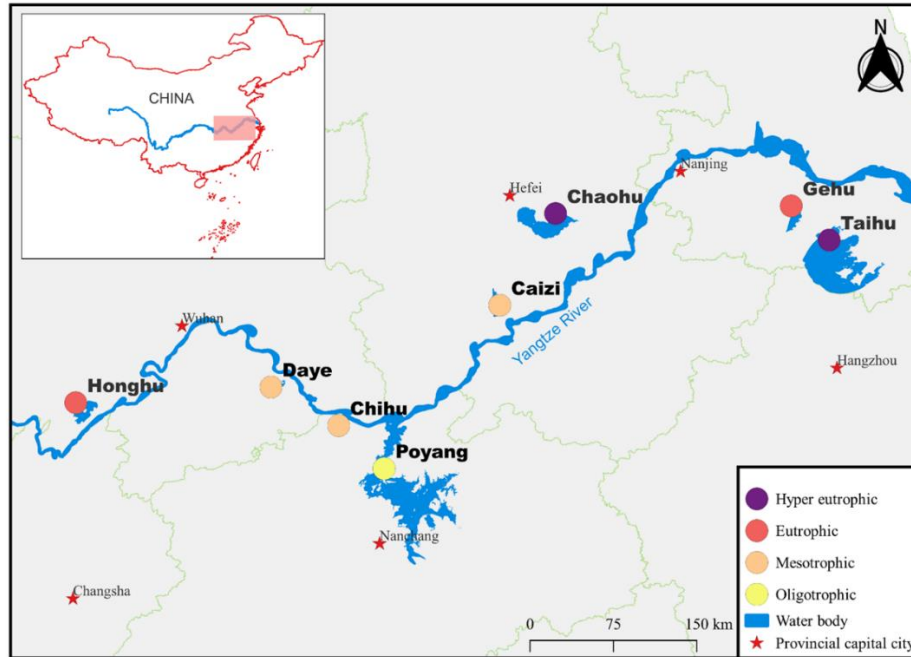 CHINA
N
Nanjing
Hefei
Chaohu
Gehu
Taihu
Caizi
Yangtze River
Wuhan
Hangzhou
Daye
Honghu
Chihu
Poyang
Nanchang
Changsha
0 75 150 km
Hyper eutrophic
Eutrophic
Mesotrophic
Oligotrophic
Water body
Provincial capital city